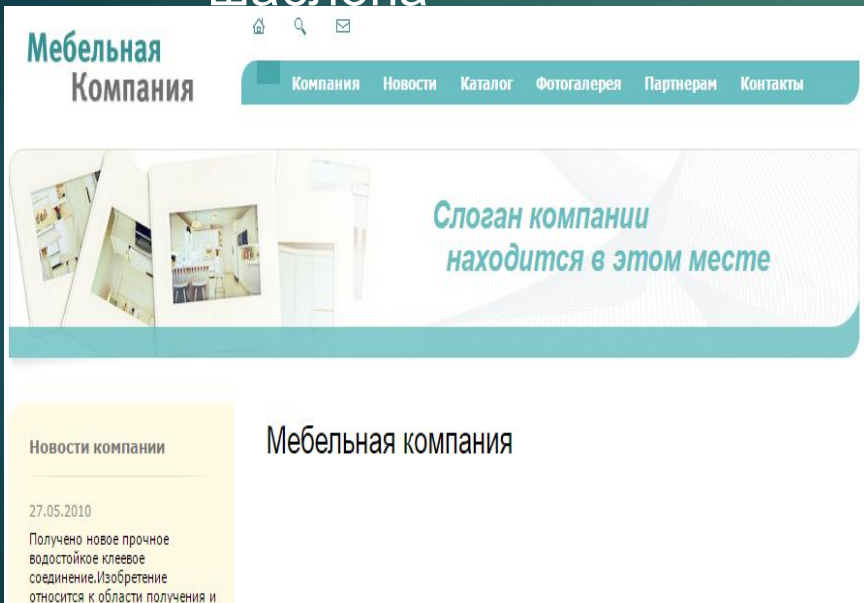 шаблона
Мебельная
Компания
Компания Новости Каталог Фотогалерея Партнерам Контакты
Слоган компании
находится в этом месте
Новости компании
27.05.2010
Получено новое прочное
водостойкое клеевое
соединение.Изобретение
относится к области получения и
Мебельная компания